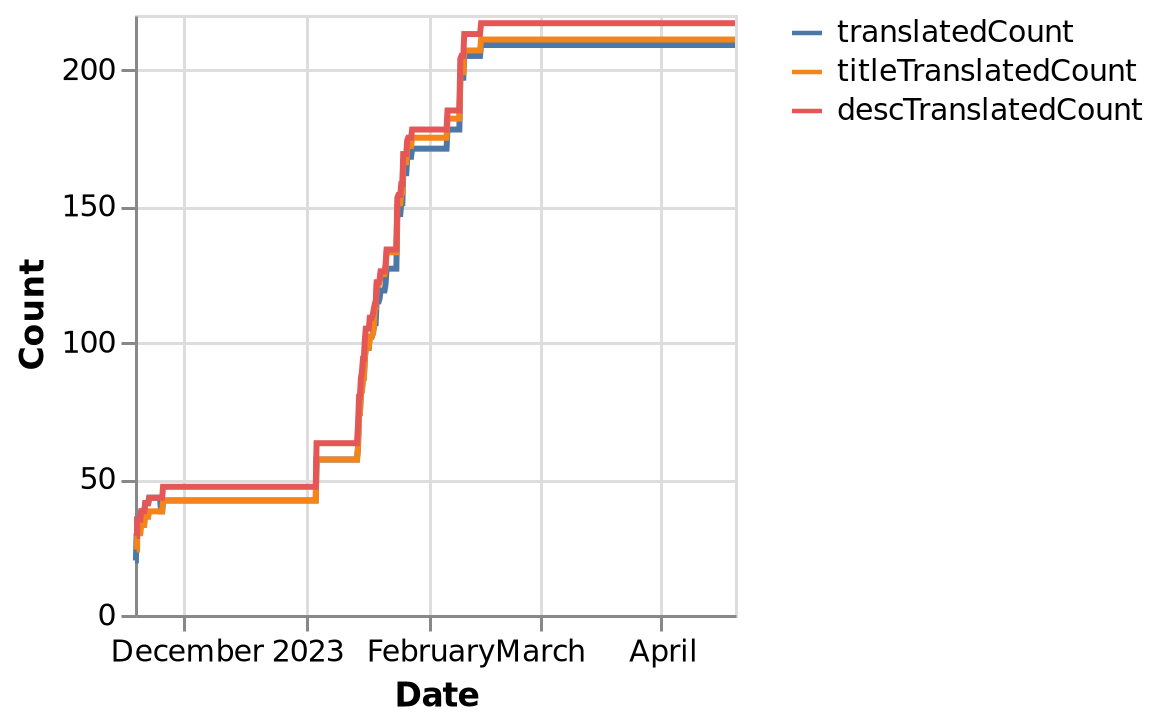 200
150
100
50
0
Count
December 2023 February March April
Date
translatedCount
titleTranslatedCount
descTranslatedCount